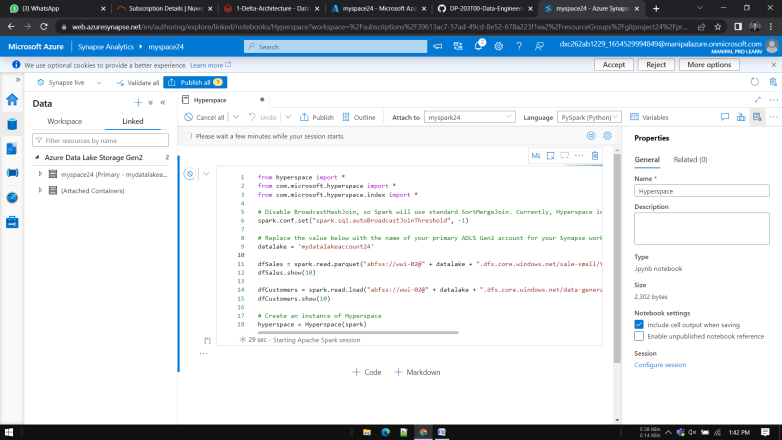 (3) WhatsApp
Subscription Details | Nuvep
1-Delta-Architecture - Datab
myspace24 - Microsoft Azu
DP-203T00-Data-Engineerin
myspace24 - Azure Synaps
web.azuresynapse.net/en/authoring/explore/linked/notebooks/Hyperspace?workspace=%2Fsubscriptions%2F39613ac7-57ad-49cd-8e52-678a223f1ea2%2FresourceGroups%2Fgitproject24%2Fpr...
Microsoft Azure
Synapse Analytics
myspace24
Search
2
dxc262ab1229_1654529994849@manipalazure.onmicrosoft.com
MANIPAL PRO LEARN
We use optional cookies to provide a better experience. Learn more
Accept
Reject
More options
Synapse live
Validate all
Publish all
1
Data
Workspace
Linked
Filter resources by name
Azure Data Lake Storage Gen2
2
myspace24 (Primary - mydatalakea...
(Attached Containers)
Hyperspace
Cancel all
Undo
Publish
Outline
Attach to
myspark24
Language
PySpark (Python)
Variables
Please wait a few minutes while your session starts.
M↓
1 from hyperspace import *
2 from com.microsoft.hyperspace import *
3 from com.microsoft.hyperspace.index import *
4
5 # Disable BroadcastHashJoin, so Spark will use standard SortMergeJoin. Currently, Hyperspace in
6 spark.conf.set("spark.sql.autoBroadcastJoinThreshold", -1)
7
8 # Replace the value below with the name of your primary ADLS Gen2 account for your Synapse work
9 datalake = 'mydatalakeaccount24'
10
11 dfSales = spark.read.parquet("abfss://wwi-02@" + datalake + ".dfs.core.windows.net/sale-small/Y
12 dfSales.show(10)
13
14 dfCustomers = spark.read.load("abfss://wwi-02@" + datalake + ".dfs.core.windows.net/data-genera
15 dfCustomers.show(10)
16
17 # Create an instance of Hyperspace
18 hyperspace = Hyperspace(spark)
[*]
29 sec - Starting Apache Spark session
+ Code
+ Markdown
Properties
General
Related (0)
Name *
Hyperspace
Description
Type
.ipynb notebook
Size
2,302 bytes
Notebook settings
Include cell output when saving
Enable unpublished notebook reference
Session
Configure session
0.38 kB/s
0.14 kB/s
1:42 PM